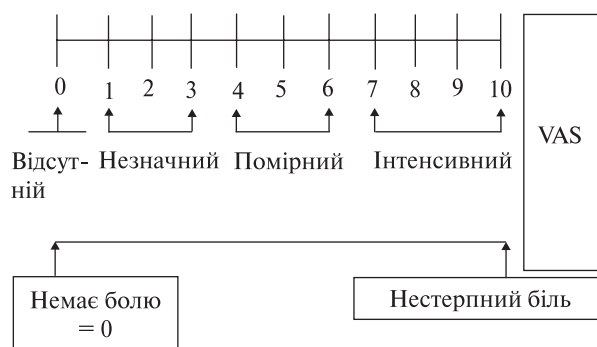 0 1 2 3 4 5 6 7 8 9 10
VAS
Відсут-
ній
Незначний
Помірний
Інтенсивний
Немає болю
= 0
Нестерпний біль